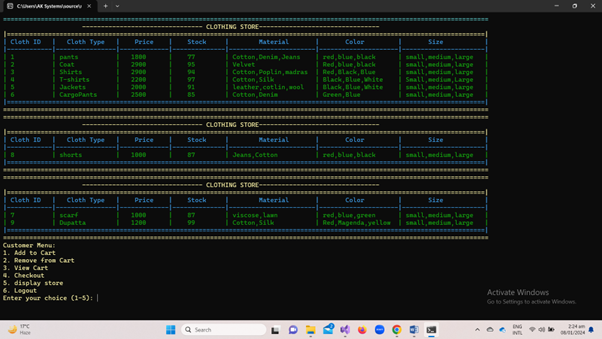 C:\Users\AK Systems\source\r
CLOTHING STORE
| Cloth ID | Cloth Type | Price | Stock | Material | Color | Size |
| 1 | pants | 1800 | 77 | Cotton,Denim,Jeans | red,blue,black | small,medium,large |
| 2 | Coat | 2900 | 95 | Velvet | Red,blue,black | small,medium,large |
| 3 | Shirts | 2900 | 94 | Cotton,Poplin,madras | Red,Black,Blue | small,medium,large |
| 4 | T-shirts | 2200 | 97 | Cotton,Silk | Black,Blue,White | small,medium,large |
| 5 | Jackets | 2000 | 91 | leather,cotlin,wool | Black,Blue,White | small,medium,large |
| 6 | CargoPants | 2500 | 85 | Cotton,Denim | Green,Blue | small,medium,large |
CLOTHING STORE
| Cloth ID | Cloth Type | Price | Stock | Material | Color | Size |
| 8 | shorts | 1000 | 87 | Jeans,Cotton | red,blue,black | small,medium,large |
CLOTHING STORE
| Cloth ID | Cloth Type | Price | Stock | Material | Color | Size |
| 7 | scarf | 1000 | 87 | viscose,lawn | red,blue,green | small,medium,large |
| 9 | Dupatta | 1200 | 99 | Cotton,Silk | Red,Magenda,yellow | small,medium,large |
Customer Menu:
1. Add to Cart
2. Remove from Cart
3. View Cart
4. Checkout
5. display store
6. Logout
Enter your choice (1-5):
Activate Windows
Go to Settings to activate Windows.
17°C
Haze
Search
ENG
INTL
2:24 am
08/01/2024